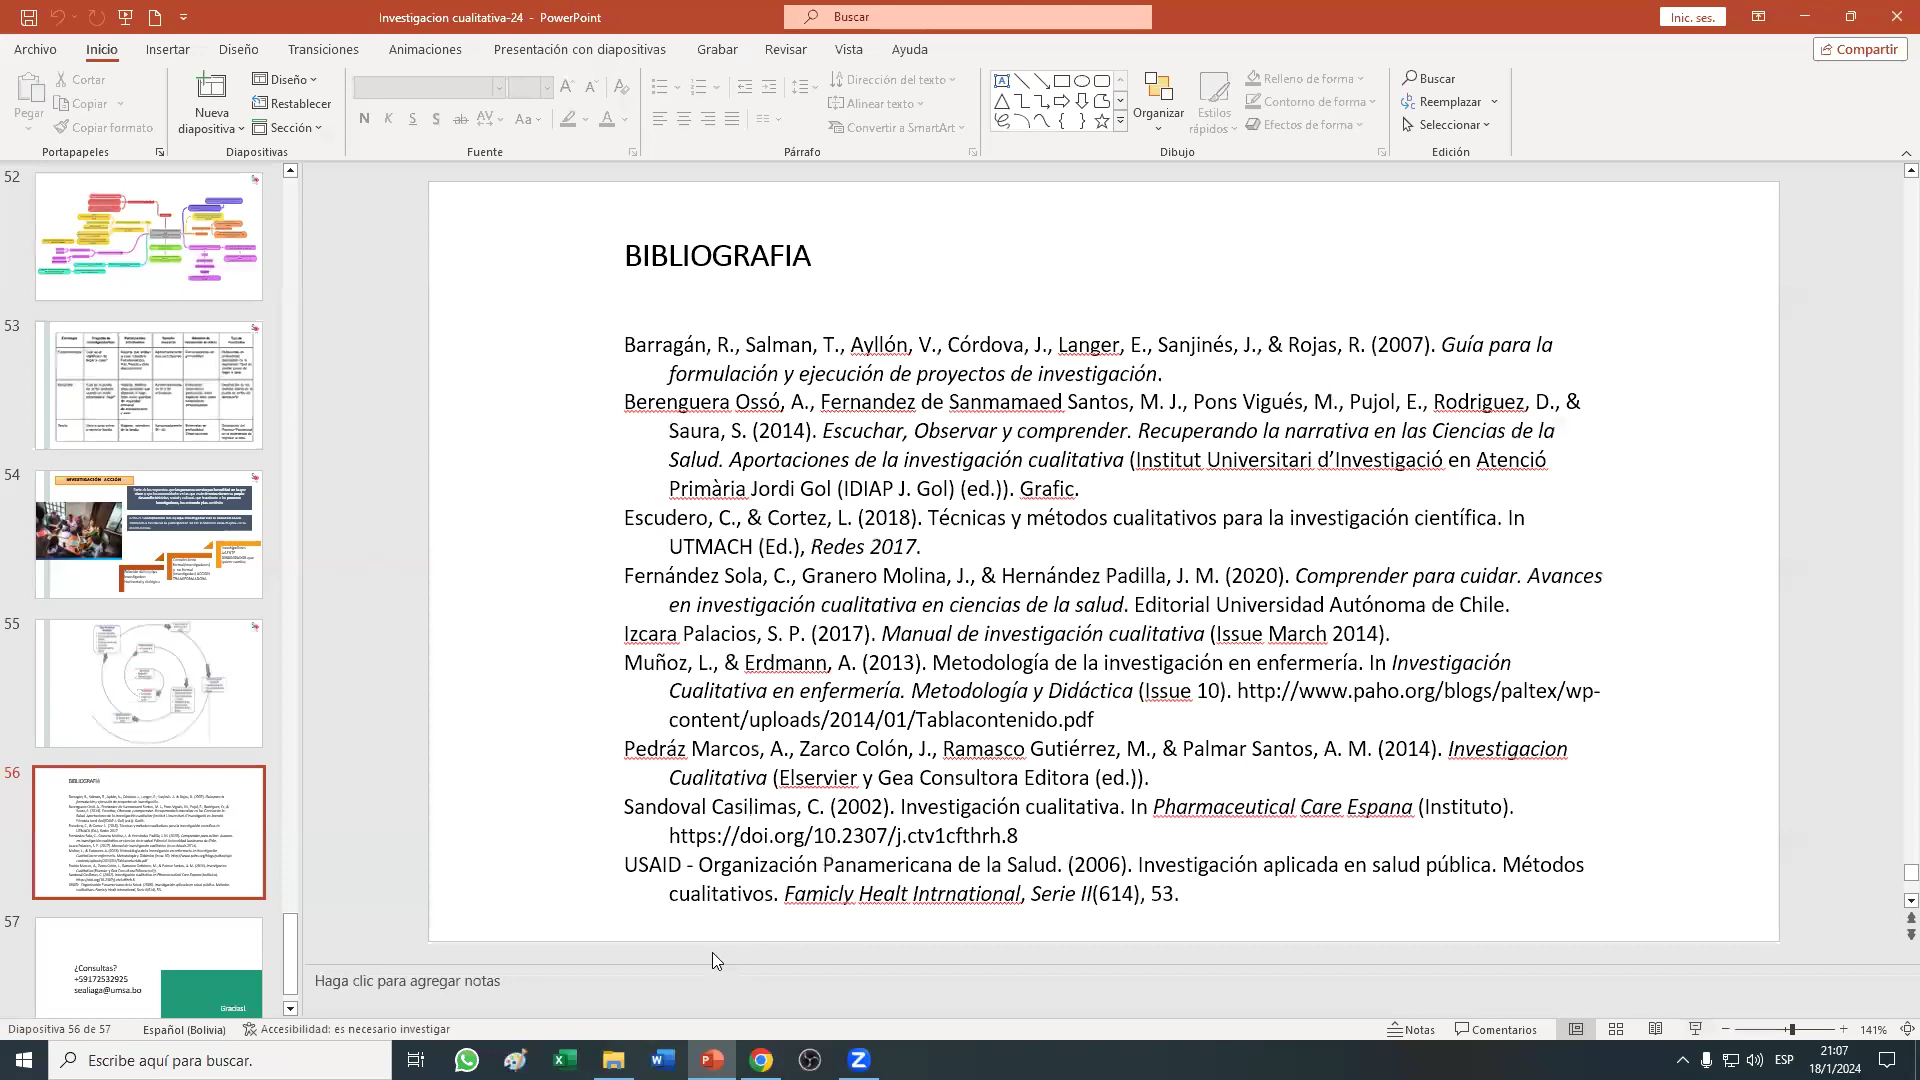 Investigacion cualitativa-24 - PowerPoint
Buscar
Inic. ses.
Archivo Inicio Insertar Diseño Transiciones Animaciones Presentación con diapositivas Grabar Revisar Vista Ayuda
Compartir
Pegar
Cortar
Copiar
Copiar formato
Portapapeles
Nueva diapositiva
Diseño
Restablecer
Sección
Diapositivas
N K S S ab AV Aa A
Fuente
Dirección del texto
Alinear texto
Convertir a SmartArt
Párrafo
Organizar
Estilos rápidos
Relleno de forma
Contorno de forma
Efectos de forma
Dibujo
Buscar
Reemplazar
Seleccionar
Edición
52
53
54
INVESTIGACIÓN ACCIÓN
55
56
57
¿Consultas?
+59172532925
sealiaga@umsa.bo
Gracias!
BIBLIOGRAFIA
Barragán, R., Salman, T., Ayllón, V., Córdova, J., Langer, E., Sanjinés, J., & Rojas, R. (2007). Guía para la
formulación y ejecución de proyectos de investigación.
Berenguera Ossó, A., Fernandez de Sanmamaed Santos, M. J., Pons Vigués, M., Pujol, E., Rodriguez, D., &
Saura, S. (2014). Escuchar, Observar y comprender. Recuperando la narrativa en las Ciencias de la
Salud. Aportaciones de la investigación cualitativa (Institut Universitari d’Investigació en Atenció
Primària Jordi Gol (IDIAP J. Gol) (ed.)). Grafic.
Escudero, C., & Cortez, L. (2018). Técnicas y métodos cualitativos para la investigación científica. In
UTMACH (Ed.), Redes 2017.
Fernández Sola, C., Granero Molina, J., & Hernández Padilla, J. M. (2020). Comprender para cuidar. Avances
en investigación cualitativa en ciencias de la salud. Editorial Universidad Autónoma de Chile.
Izcara Palacios, S. P. (2017). Manual de investigación cualitativa (Issue March 2014).
Muñoz, L., & Erdmann, A. (2013). Metodología de la investigación en enfermería. In Investigación
Cualitativa en enfermería. Metodología y Didáctica (Issue 10). http://www.paho.org/blogs/paltex/wp-
content/uploads/2014/01/Tablacontenido.pdf
Pedráz Marcos, A., Zarco Colón, J., Ramasco Gutiérrez, M., & Palmar Santos, A. M. (2014). Investigacion
Cualitativa (Elservier y Gea Consultora Editora (ed.)).
Sandoval Casilimas, C. (2002). Investigación cualitativa. In Pharmaceutical Care Espana (Instituto).
https://doi.org/10.2307/j.ctv1cfthrh.8
USAID - Organización Panamericana de la Salud. (2006). Investigación aplicada en salud pública. Métodos
cualitativos. Famicly Healt Intrnational, Serie II(614), 53.
Haga clic para agregar notas
Diapositiva 56 de 57 Español (Bolivia) Accesibilidad: es necesario investigar
Notas Comentarios 141%
Escribe aquí para buscar.
ESP
21:07
18/1/2024